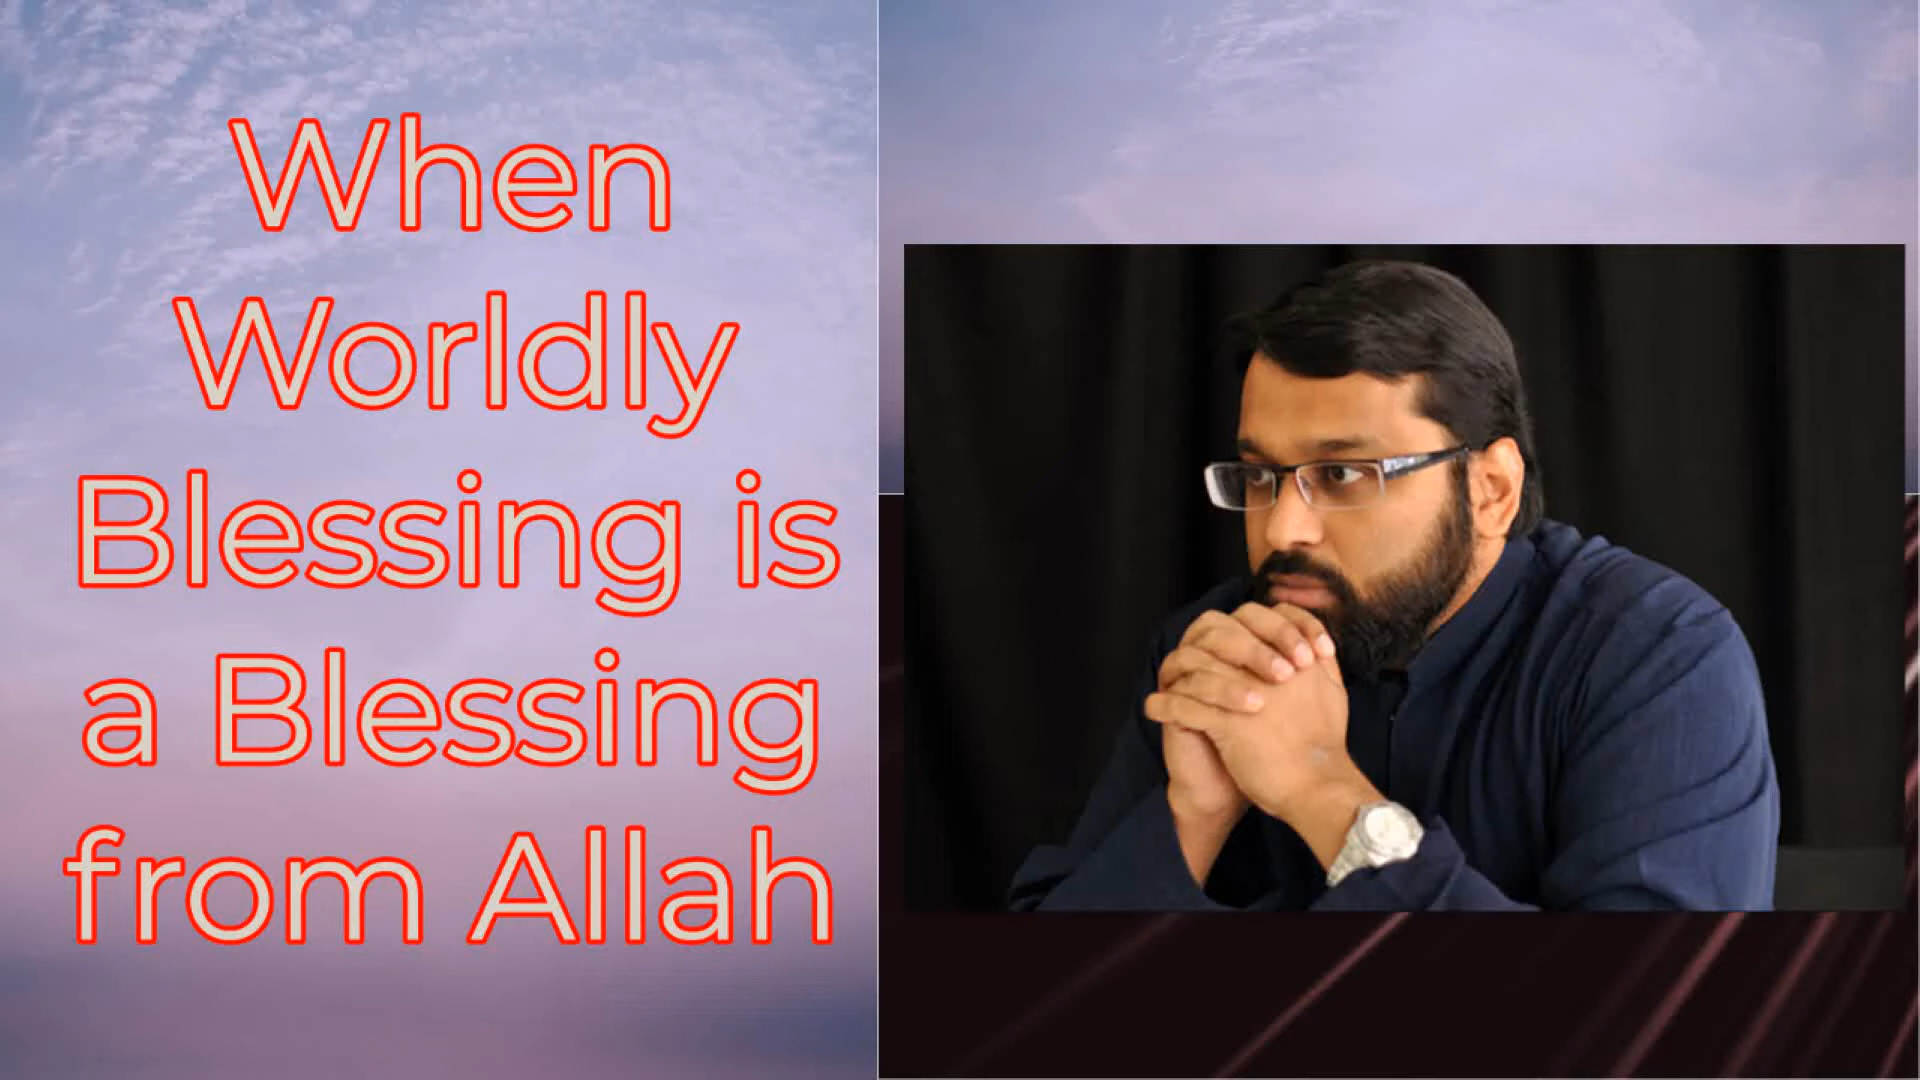 When
Worldly
Blessing is
a Blessing
from Allah